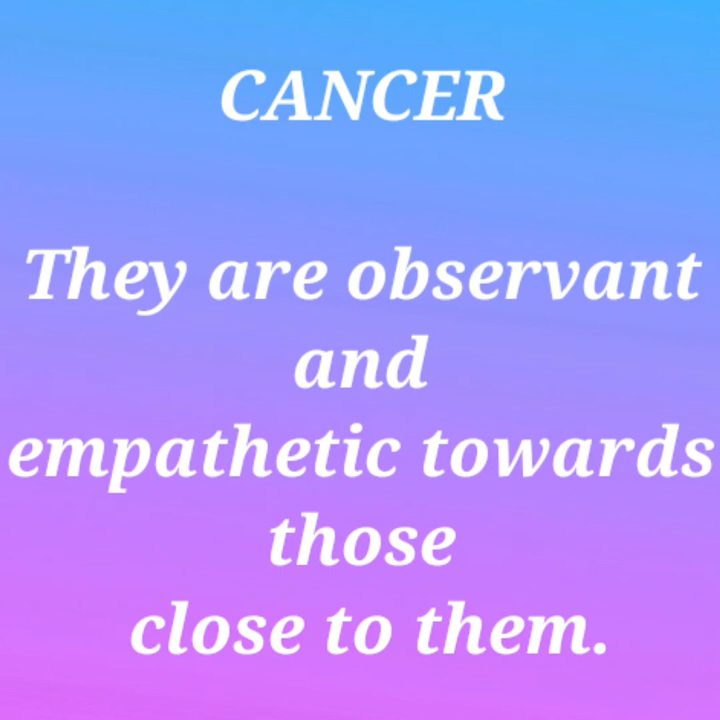 CANCER
They are observant
and
empathetic towards
those
close to them.